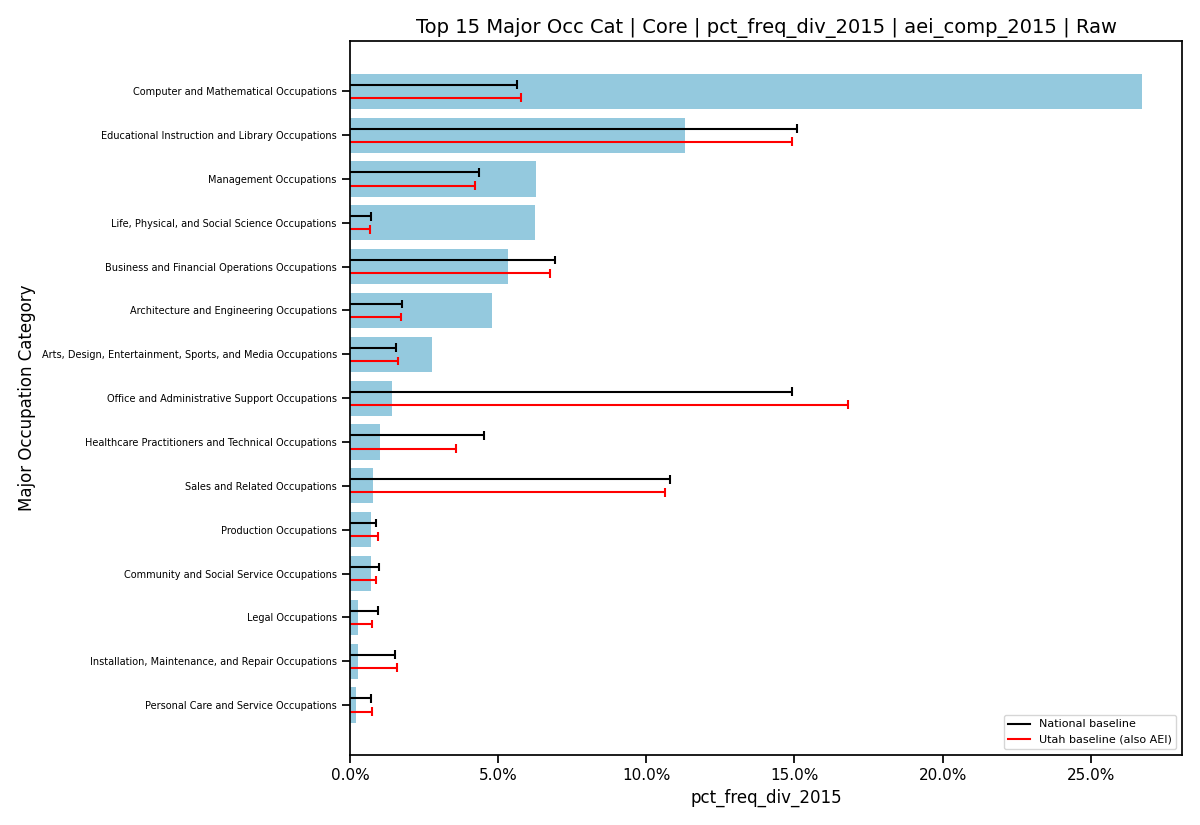 Top 15 Major Occ Cat | Core | pct_freq_div_2015 | aei_comp_2015 | Raw
Major Occupation Category
Computer and Mathematical Occupations
Educational Instruction and Library Occupations
Management Occupations
Life, Physical, and Social Science Occupations
Business and Financial Operations Occupations
Architecture and Engineering Occupations
Arts, Design, Entertainment, Sports, and Media Occupations
Office and Administrative Support Occupations
Healthcare Practitioners and Technical Occupations
Sales and Related Occupations
Production Occupations
Community and Social Service Occupations
Legal Occupations
Installation, Maintenance, and Repair Occupations
Personal Care and Service Occupations
National baseline
Utah baseline (also AEI)
0.0% 5.0% 10.0% 15.0% 20.0% 25.0%
pct_freq_div_2015